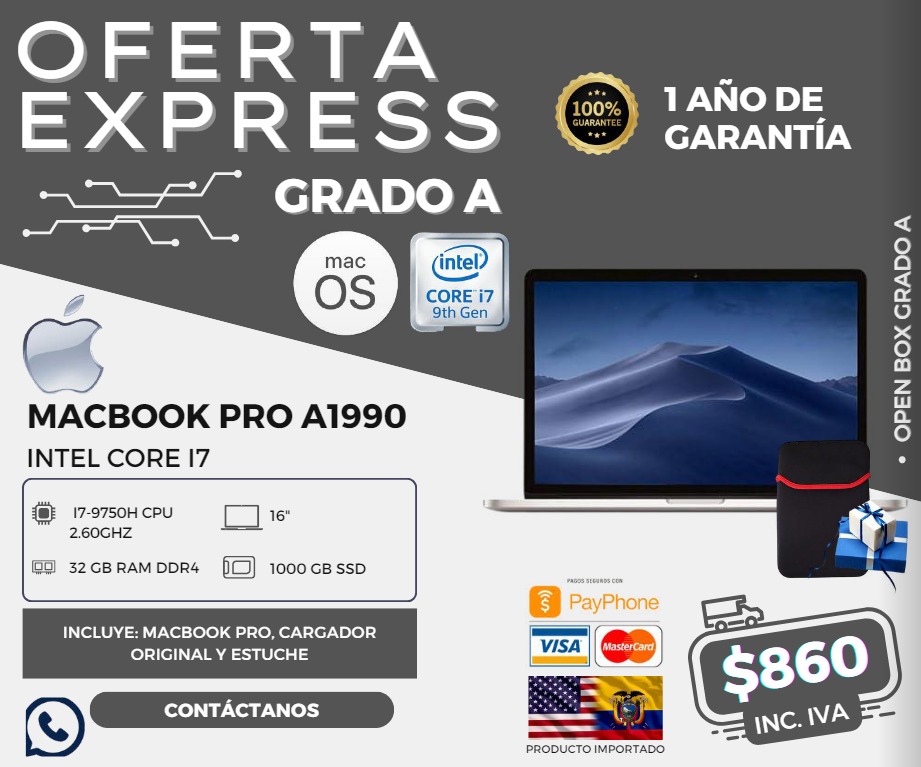 OFERTA
EXPRESS
100%
GUARANTEE
1 AÑO DE
GARANTÍA
GRADO A
mac
OS
intel
CORE i7
9th Gen
• OPEN BOX GRADO A
MACBOOK PRO A1990
INTEL CORE I7
I7-9750H CPU
2.60GHZ
16"
32 GB RAM DDR4
1000 GB SSD
INCLUYE: MACBOOK PRO, CARGADOR
ORIGINAL Y ESTUCHE
CONTÁCTANOS
PAGOS SEGUROS CON
PayPhone
VISA
MasterCard
PRODUCTO IMPORTADO
$860
INC. IVA